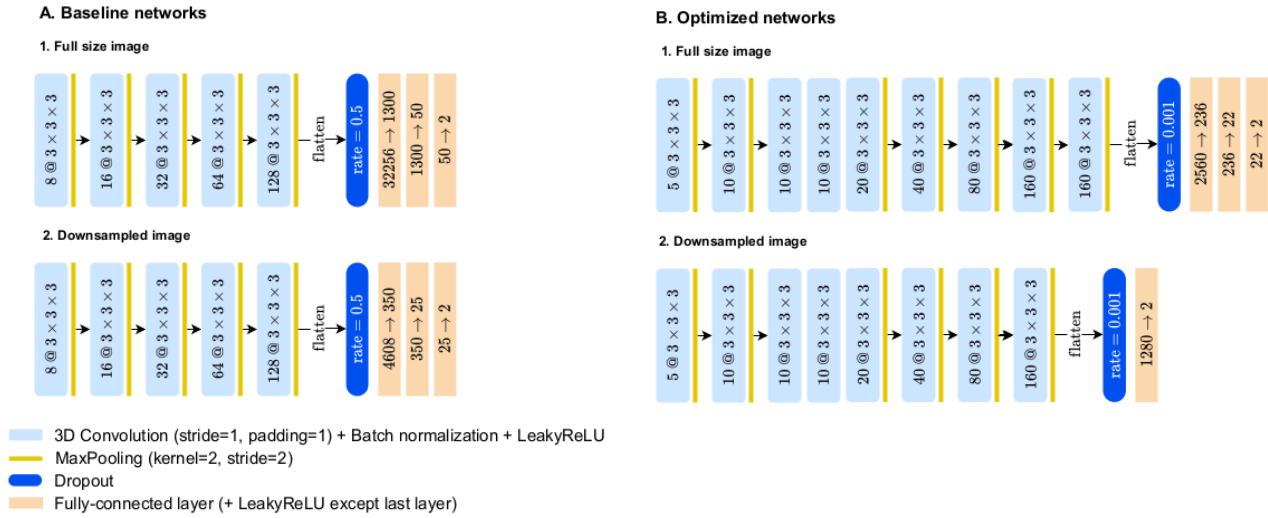 A. Baseline networks
1. Full size image
8 @ 3 × 3 × 3
16 @ 3 × 3 × 3
32 @ 3 × 3 × 3
64 @ 3 × 3 × 3
128 @ 3 × 3 × 3
flatten
rate = 0.5
32256 → 1300
1300 → 50
50 → 2
2. Downsampled image
8 @ 3 × 3 × 3
16 @ 3 × 3 × 3
32 @ 3 × 3 × 3
64 @ 3 × 3 × 3
128 @ 3 × 3 × 3
flatten
rate = 0.5
4608 → 350
350 → 25
25 → 2
3D Convolution (stride=1, padding=1) + Batch normalization + LeakyReLU
MaxPooling (kernel=2, stride=2)
Dropout
Fully-connected layer (+ LeakyReLU except last layer)
B. Optimized networks
1. Full size image
5 @ 3 × 3 × 3
10 @ 3 × 3 × 3
10 @ 3 × 3 × 3
10 @ 3 × 3 × 3
20 @ 3 × 3 × 3
40 @ 3 × 3 × 3
80 @ 3 × 3 × 3
160 @ 3 × 3 × 3
160 @ 3 × 3 × 3
flatten
rate = 0.001
2560 → 236
236 → 22
22 → 2
2. Downsampled image
5 @ 3 × 3 × 3
10 @ 3 × 3 × 3
10 @ 3 × 3 × 3
10 @ 3 × 3 × 3
20 @ 3 × 3 × 3
40 @ 3 × 3 × 3
80 @ 3 × 3 × 3
160 @ 3 × 3 × 3
flatten
rate = 0.001
1280 → 2